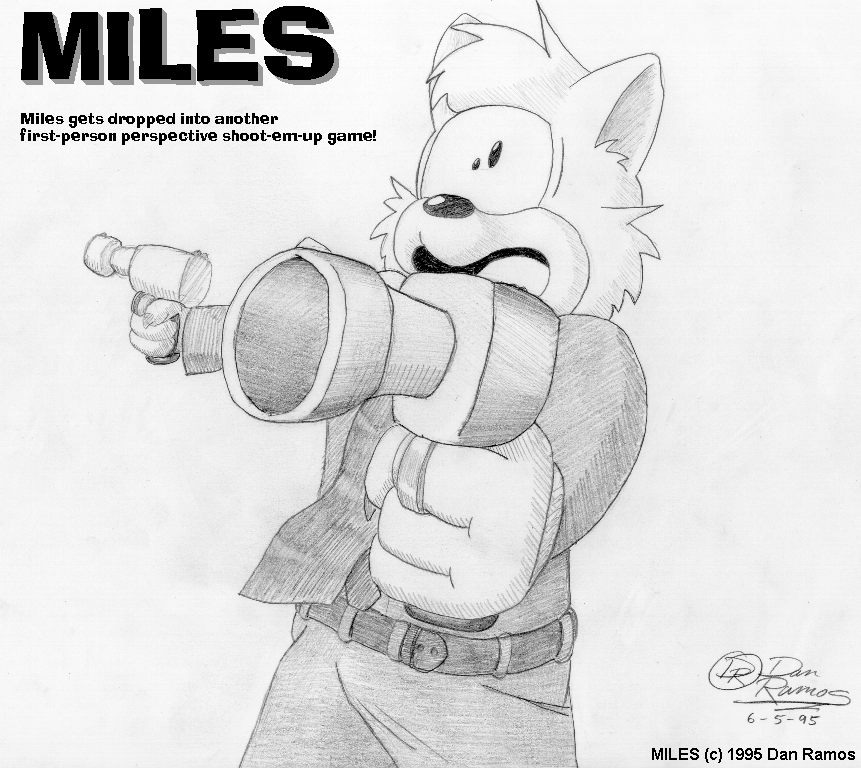 MILES
Miles gets dropped into another
first-person perspective shoot-em-up game!
DR Dan
Ramos
6-5-95
MILES (c) 1995 Dan Ramos